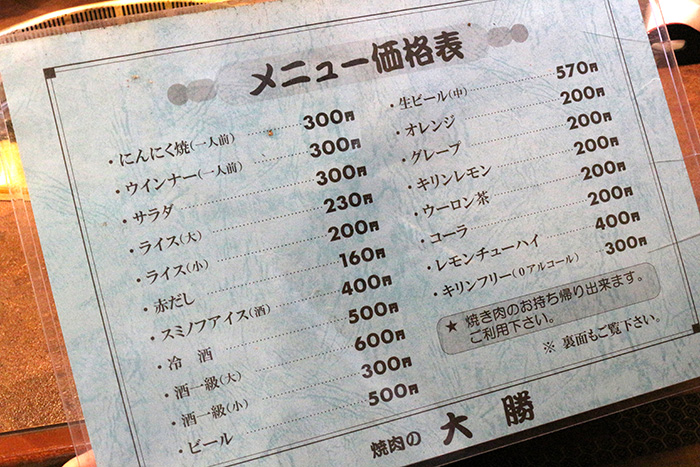 メニュー価格表
・にんにく焼(一人前) 300円
・ウインナー(一人前) 300円
・サラダ 300円
・ライス(大) 230円
・ライス(小) 200円
・赤だし 160円
・スミノフアイス(酒) 400円
・冷 酒 500円
・酒一級(大) 600円
・酒一級(小) 300円
・ビール 500円
・生ビール(中) 570円
・オレンジ 200円
・グレープ 200円
・キリンレモン 200円
・ウーロン茶 200円
・コーラ 200円
・レモンチューハイ 400円
・キリンフリー(0アルコール) 300円
★ 焼き肉のお持ち帰り出来ます。
ご利用下さい。
※ 裏面もご覧下さい。
焼肉の 大 勝